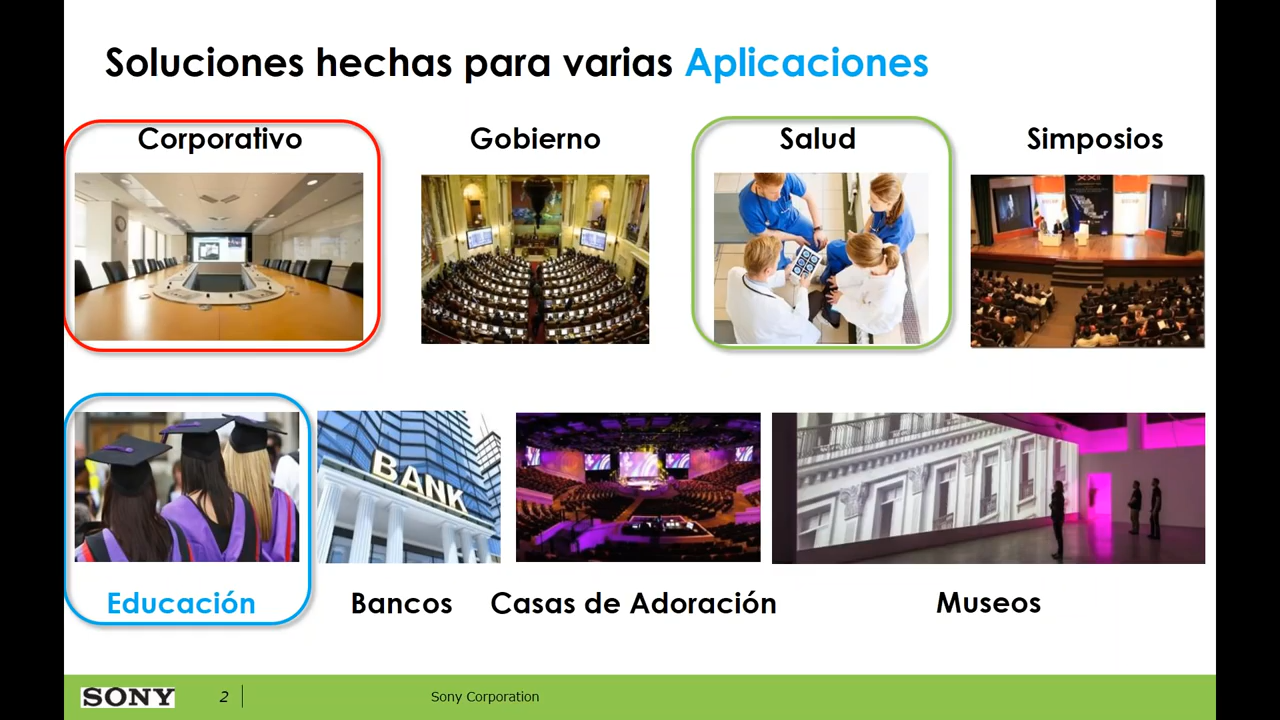 Soluciones hechas para varias Aplicaciones
Corporativo
Gobierno
Salud
Simposios
BANK
Educación
Bancos
Casas de Adoración
Museos
SONY
2
Sony Corporation